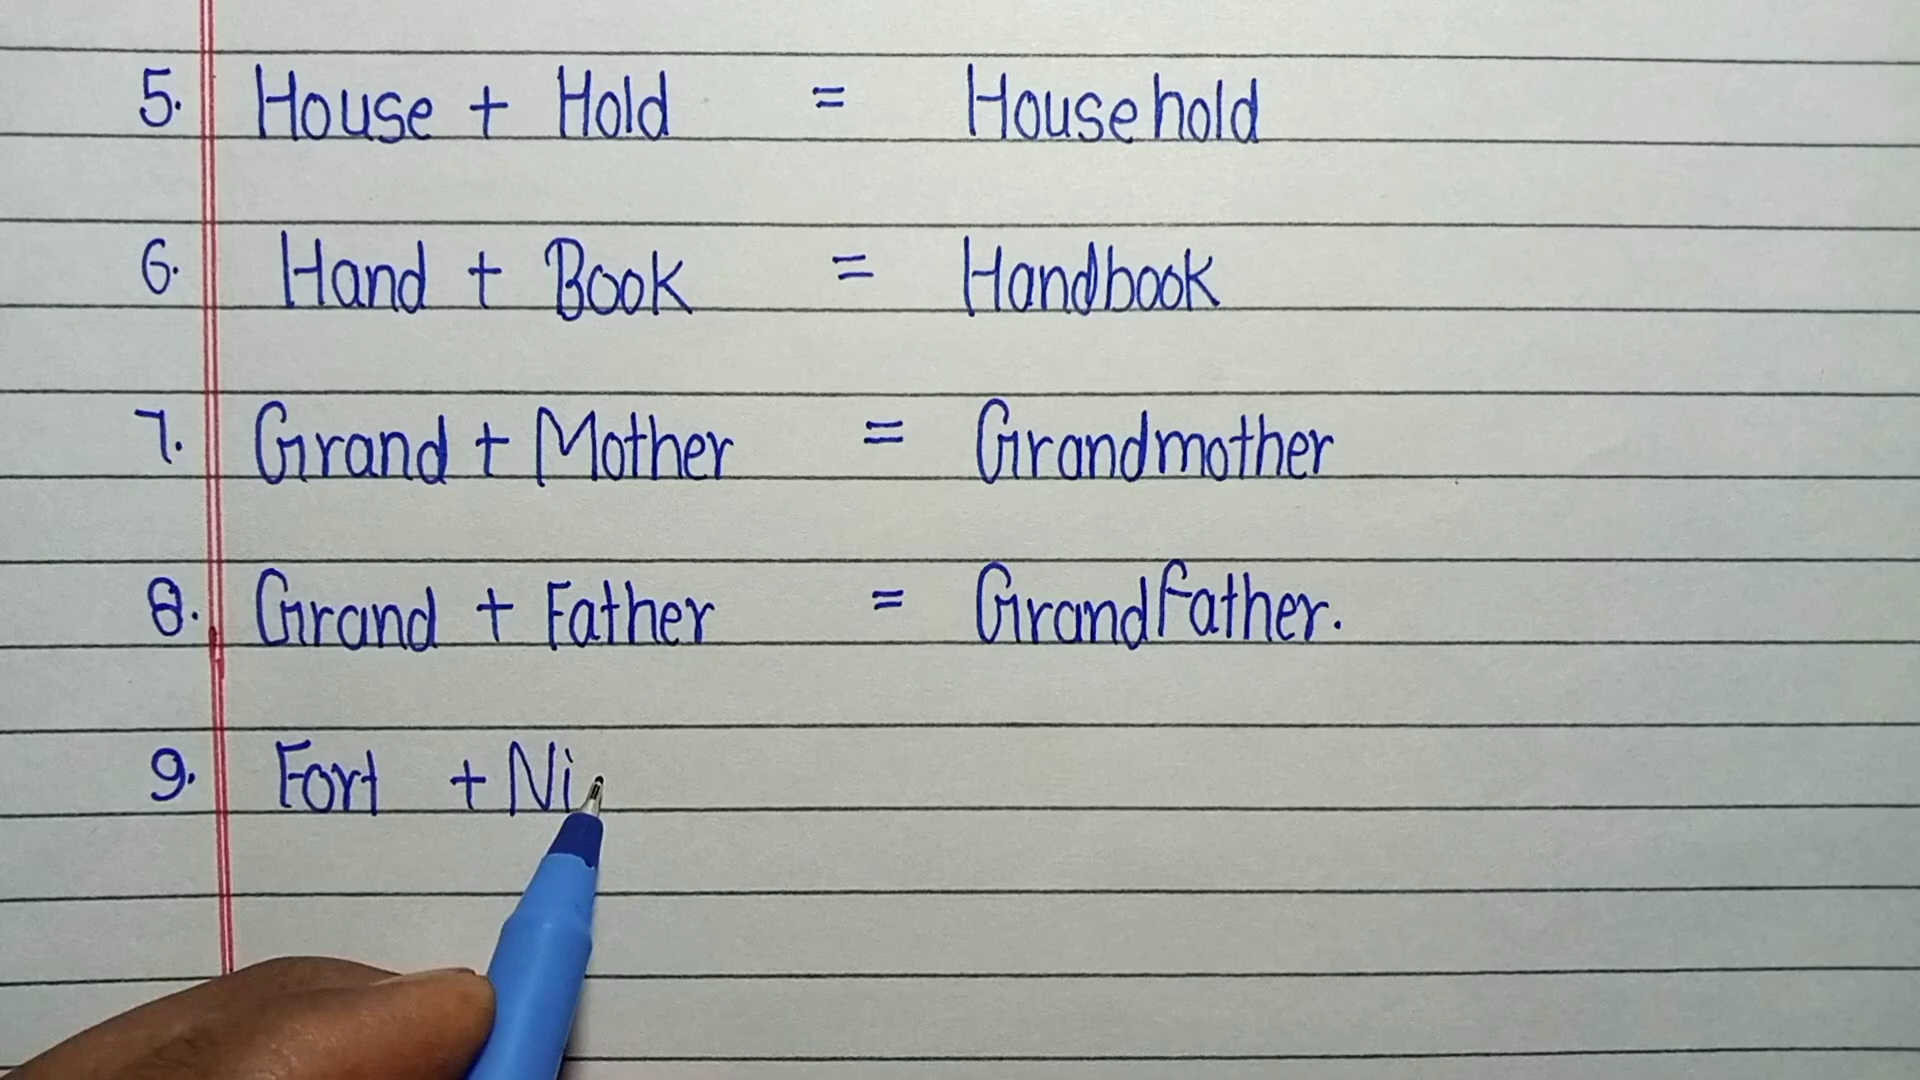 5. House + Hold = Household
6. Hand + Book = Handbook
7. Grand + Mother = Grandmother
8. Grand + Father = Grandfather.
9. Fort + Ni